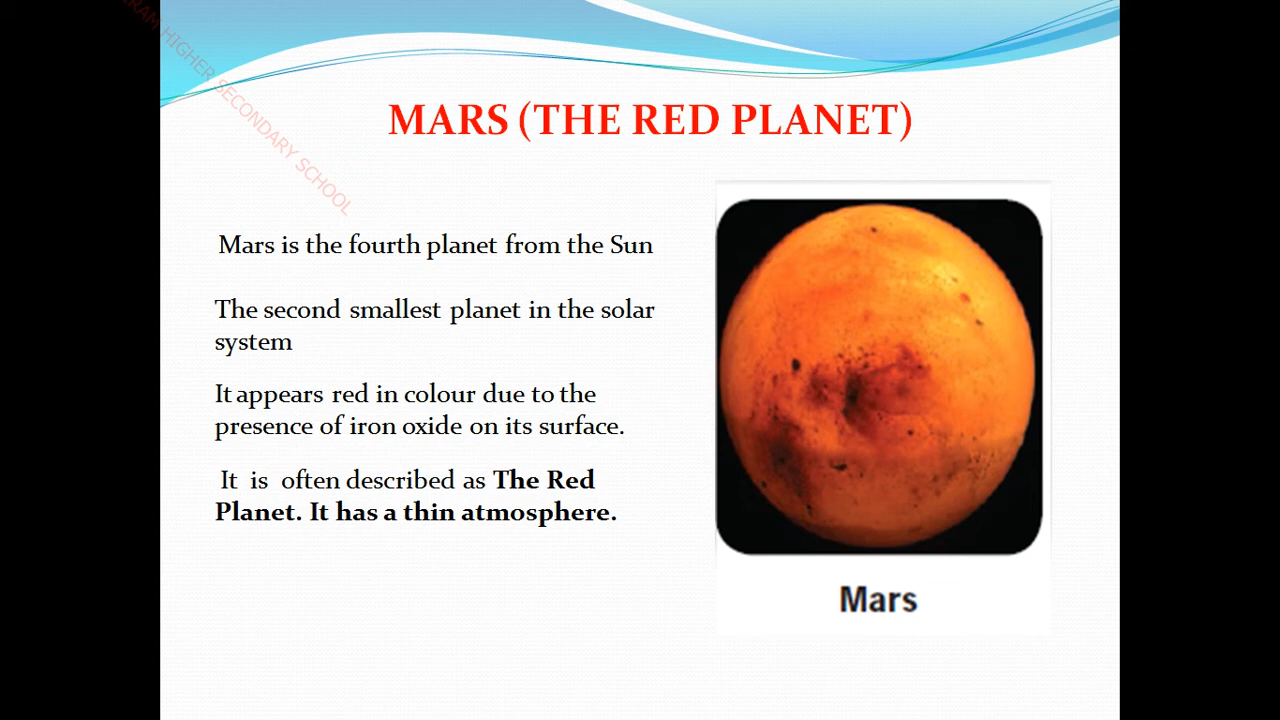 HIGHER SECONDARY SCHOOL
MARS (THE RED PLANET)
Mars is the fourth planet from the Sun
The second smallest planet in the solar
system
It appears red in colour due to the
presence of iron oxide on its surface.
It is often described as The Red
Planet. It has a thin atmosphere.
Mars